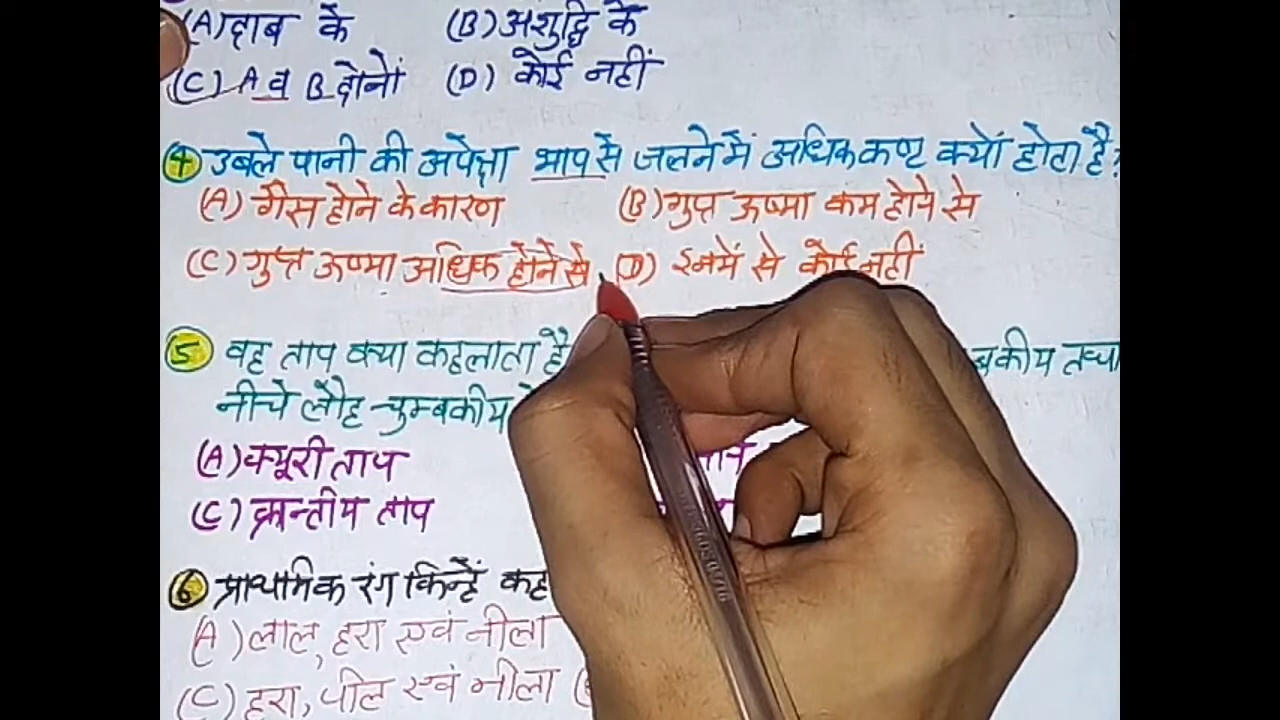 (A) दाब के (B) अशुद्धि के
(C) A व B दोनों (D) कोई नहीं
4 उबले पानी की अपेक्षा भाप से जलने में अधिक कष्ट क्यों होता है?
(A) गैस होने के कारण (B) गुप्त ऊष्मा कम होये से
(C) गुप्त ऊष्मा अधिक होने से (D) इनमें से कोई नहीं
5 वह ताप क्या कहलाता है तथा
नीचे लौह-चुम्बकीय
(A) क्यूरी ताप
(C) क्रान्तीय ताप
6 प्राथमिक रंग किन्हें
(A) लाल, हरा एवं नीला
(C) हरा, पील एवं नीला